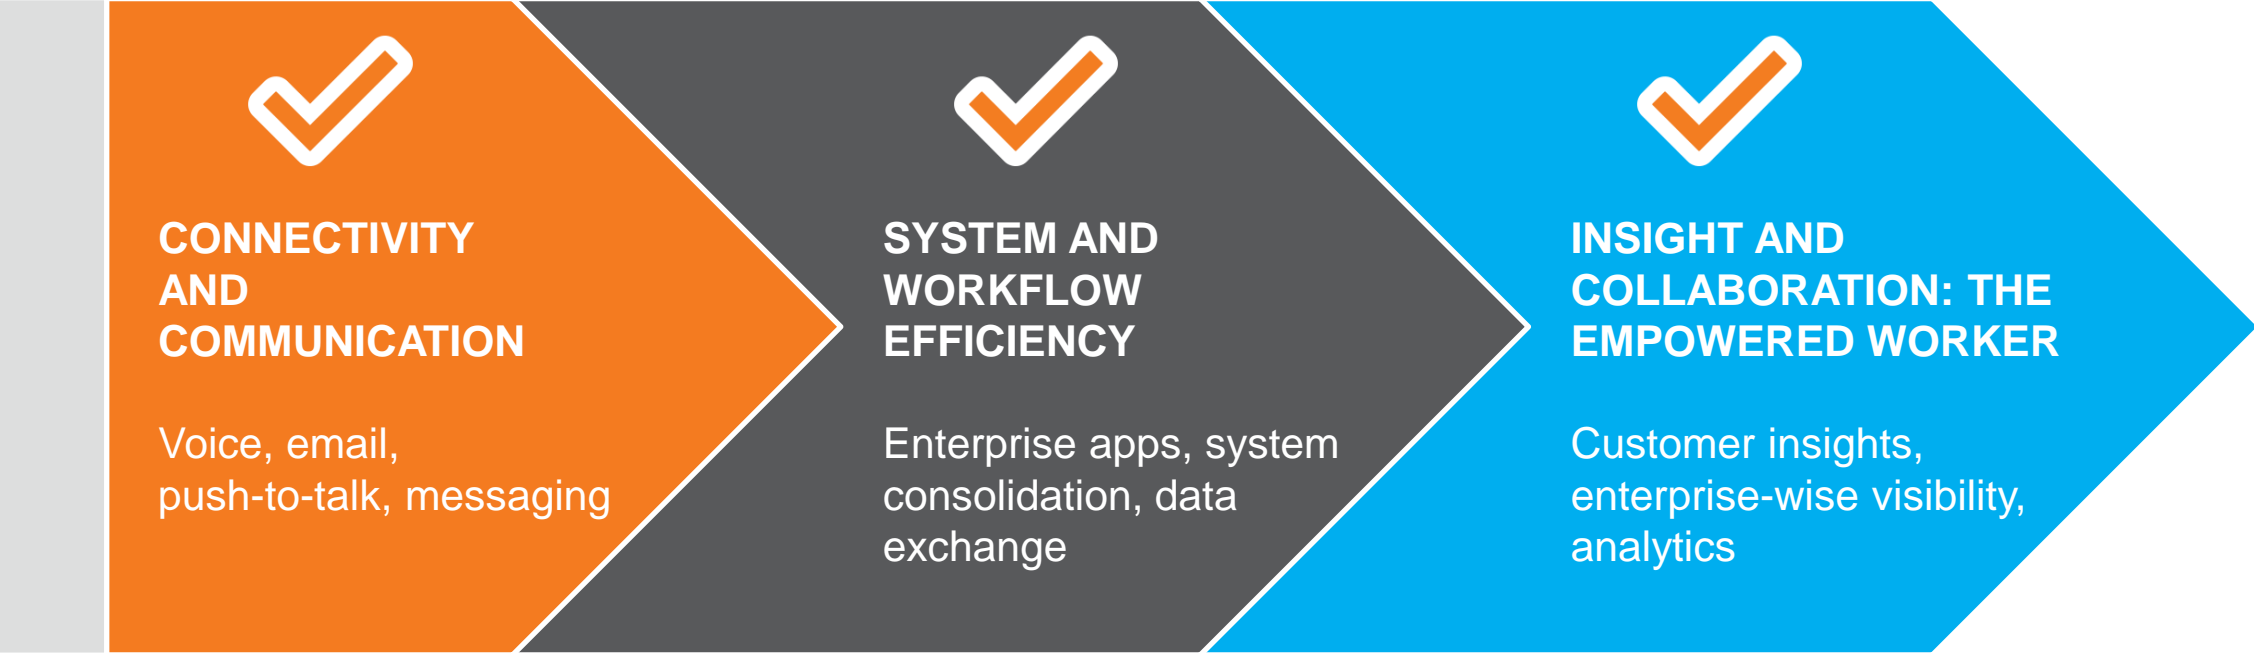 CONNECTIVITY
AND
COMMUNICATION
Voice, email,
push-to-talk, messaging
SYSTEM AND
WORKFLOW
EFFICIENCY
Enterprise apps, system
consolidation, data
exchange
INSIGHT AND
COLLABORATION: THE
EMPOWERED WORKER
Customer insights,
enterprise-wise visibility,
analytics